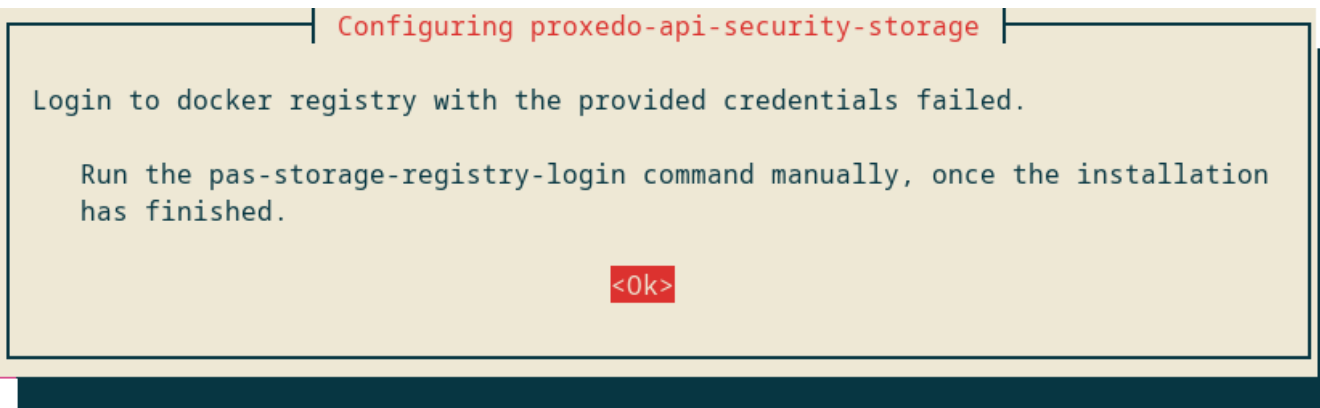 Configuring proxedo-api-security-storage
Login to docker registry with the provided credentials failed.
Run the pas-storage-registry-login command manually, once the installation
has finished.
<Ok>